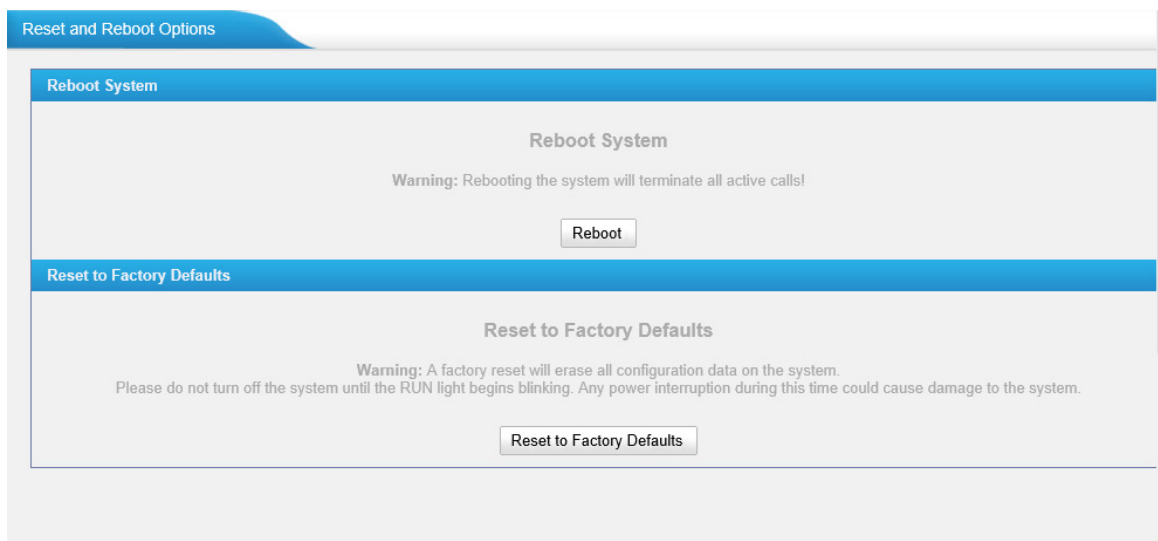 Reset and Reboot Options
Reboot System
Reboot System
Warning: Rebooting the system will terminate all active calls!
Reboot
Reset to Factory Defaults
Reset to Factory Defaults
Warning: A factory reset will erase all configuration data on the system.
Please do not turn off the system until the RUN light begins blinking. Any power interruption during this time could cause damage to the system.
Reset to Factory Defaults